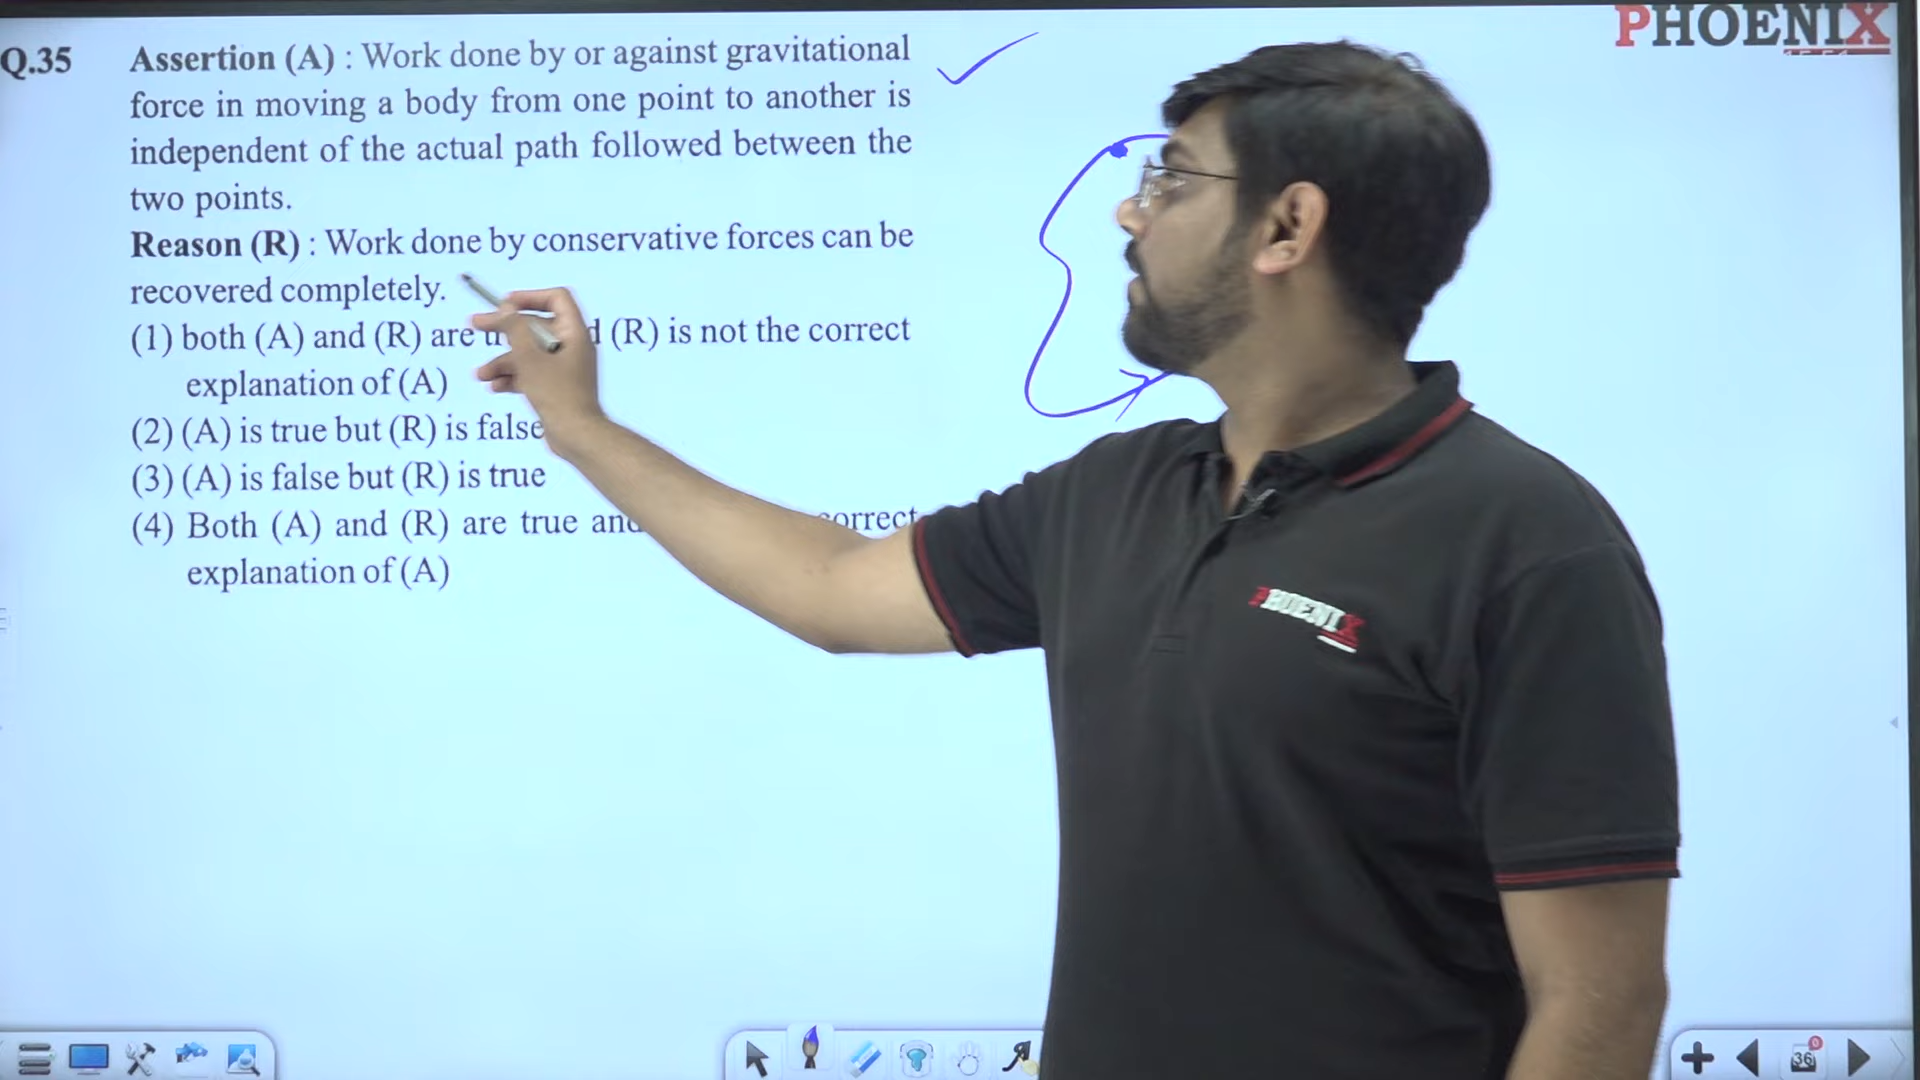 PHOENIX
Q.35 Assertion (A) : Work done by or against gravitational
force in moving a body from one point to another is
independent of the actual path followed between the
two points.
Reason (R) : Work done by conservative forces can be
recovered completely.
(1) both (A) and (R) are (R) is not the correct
explanation of (A)
(2) (A) is true but (R) is false
(3) (A) is false but (R) is true
(4) Both (A) and (R) are true and correct
explanation of (A)
PHOENIX
36
0